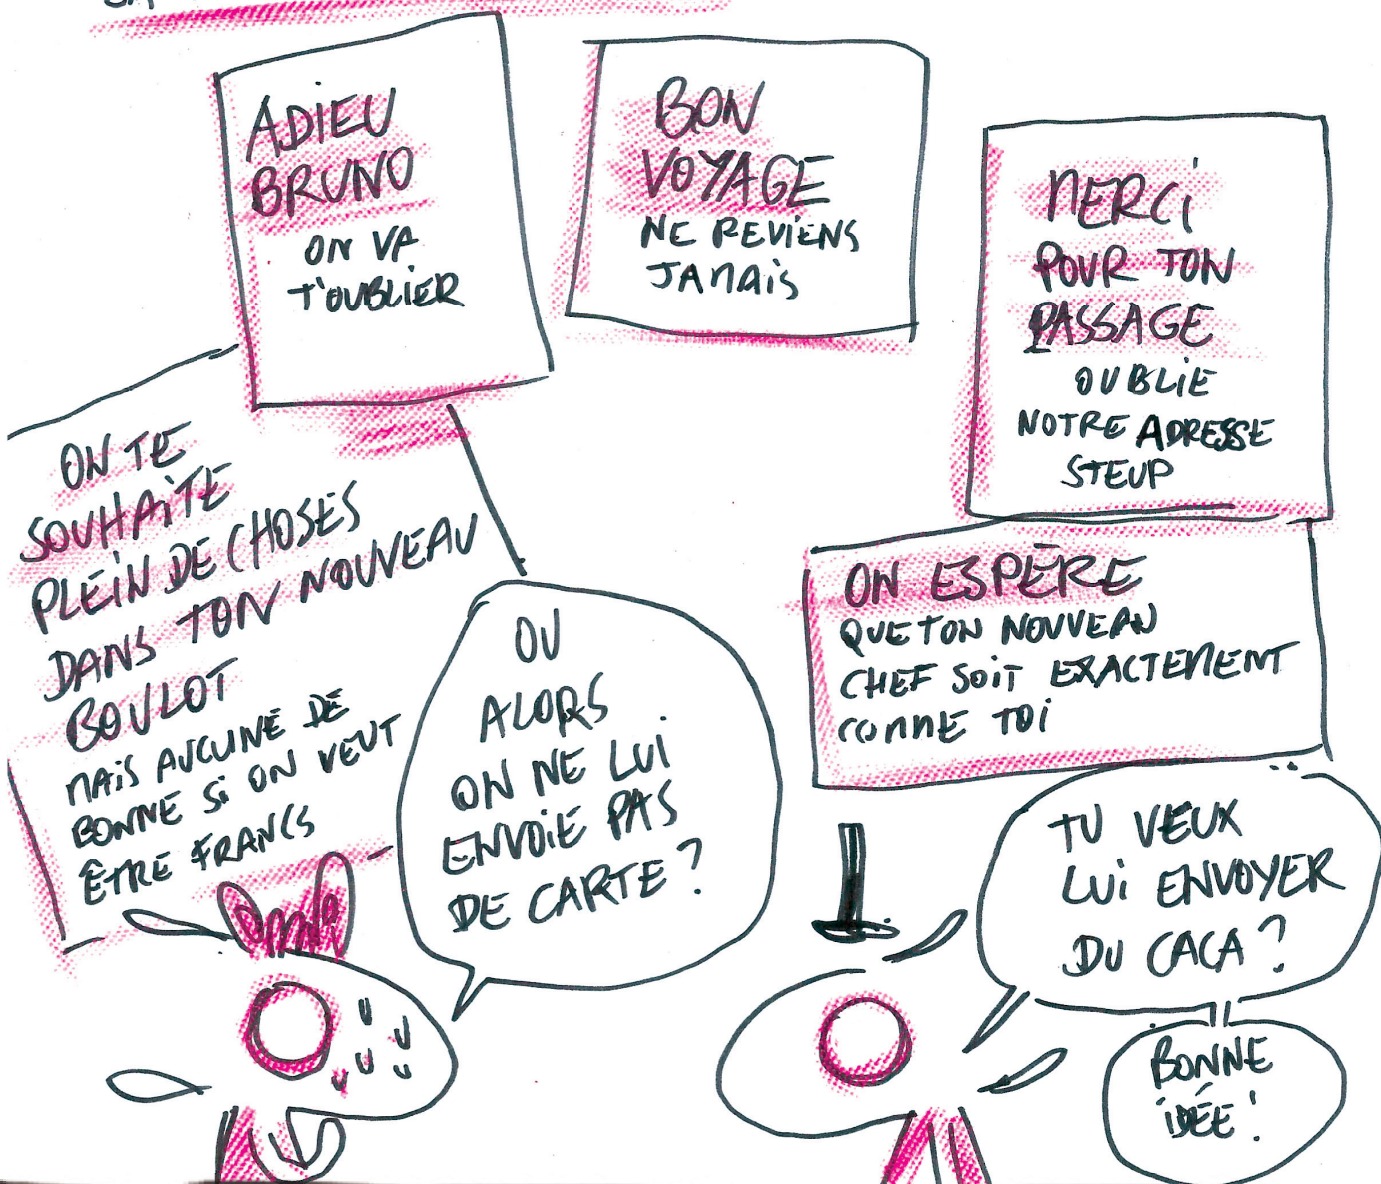 ADIEU
BRUNO
ON VA
T'OUBLIER
BON
VOYAGE
NE REVIENS
JAMAIS
MERCI
POUR TON
PASSAGE
OUBLIE
NOTRE ADRESSE
STEUP
ON TE
SOUHAITE
PLEIN DE CHOSES
DANS TON NOUVEAU
BOULOT
MAIS AUCUNE DE
BONNE SI ON VEUT
ÊTRE FRANCS
ON ESPÈRE
QUE TON NOUVEAU
CHEF SOIT EXACTEMENT
COMME TOI
OU
ALORS
ON NE LUI
ENVOIE PAS
DE CARTE ?
TU VEUX
LUI ENVOYER
DU CACA ?
BONNE
IDÉE !